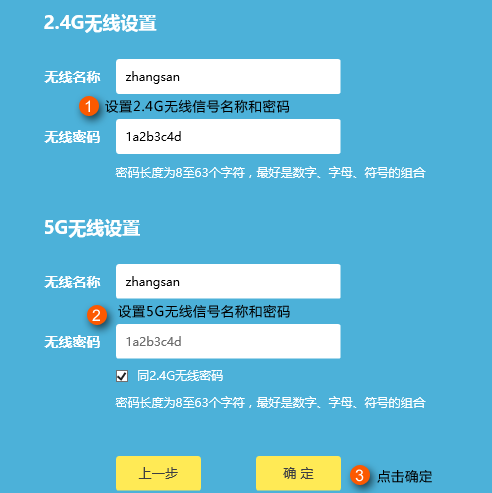 2.4G无线设置
无线名称 zhangsan
1 设置2.4G无线信号名称和密码
无线密码 1a2b3c4d
密码长度为8至63个字符，最好是数字、字母、符号的组合
5G无线设置
无线名称 zhangsan
2 设置5G无线信号名称和密码
无线密码 1a2b3c4d
同2.4G无线密码
密码长度为8至63个字符，最好是数字、字母、符号的组合
上一步 确 定 3 点击确定